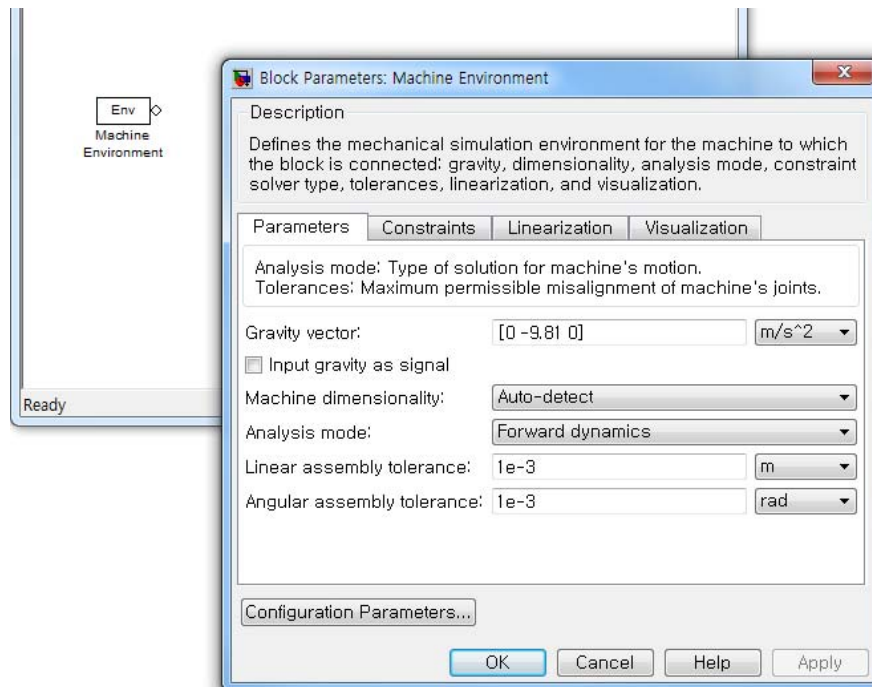 Env
Machine
Environment
Ready
Block Parameters: Machine Environment
Description
Defines the mechanical simulation environment for the machine to which
the block is connected: gravity, dimensionality, analysis mode, constraint
solver type, tolerances, linearization, and visualization.
Parameters Constraints Linearization Visualization
Analysis mode: Type of solution for machine's motion.
Tolerances: Maximum permissible misalignment of machine's joints.
Gravity vector: [0 -9.81 0] m/s^2
Input gravity as signal
Machine dimensionality: Auto-detect
Analysis mode: Forward dynamics
Linear assembly tolerance: 1e-3 m
Angular assembly tolerance: 1e-3 rad
Configuration Parameters...
OK Cancel Help Apply